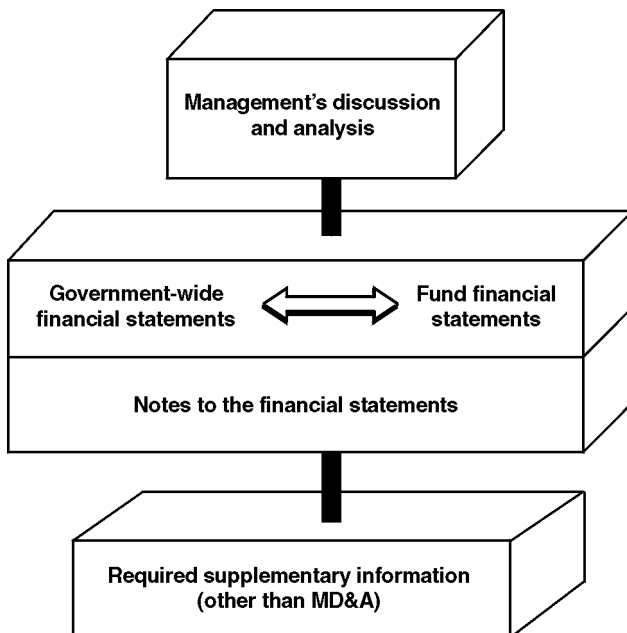 Management's discussion
and analysis
Government-wide
financial statements
Fund financial
statements
Notes to the financial statements
Required supplementary information
(other than MD&A)